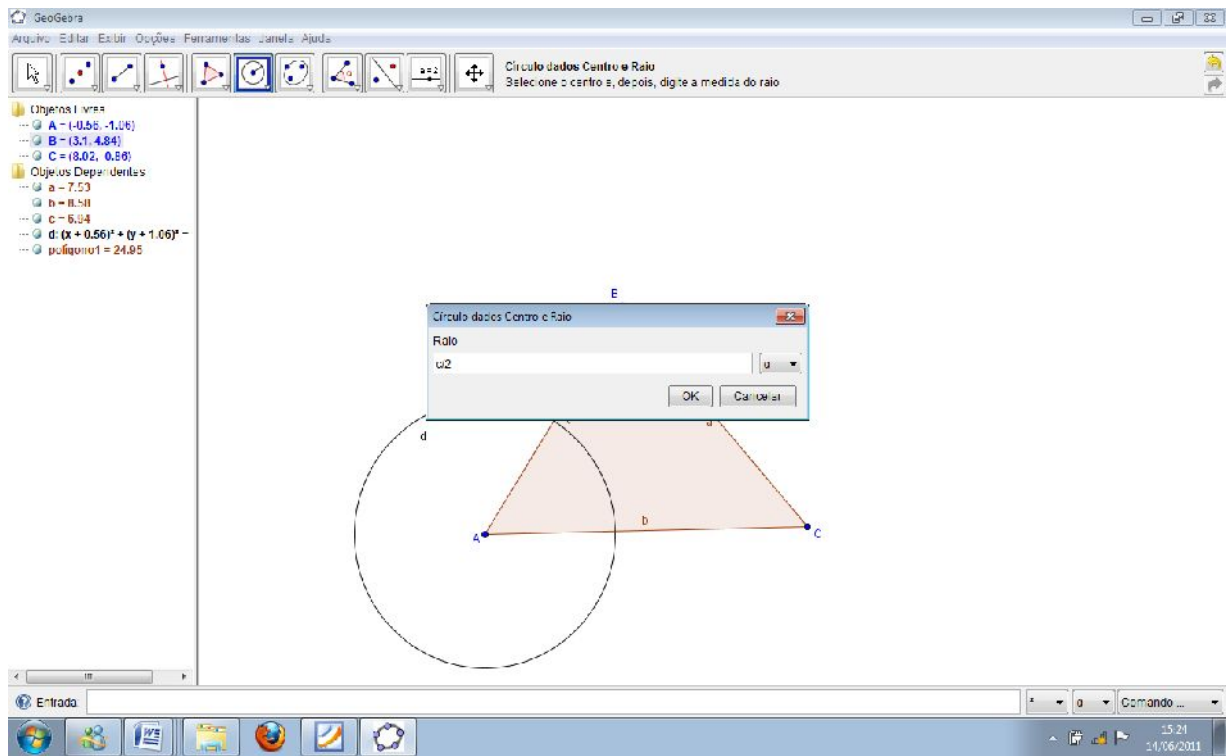 GeoGebra
Arquivo Editar Exibir Opções Ferramentas Janela Ajuda
a=2
Círculo dados Centro e Raio
Selecione o centro e, depois, digite a medida do raio
Objetos Livres
A = (-0.56, -1.06)
B = (3.1, 4.84)
C = (8.02, 0.86)
Objetos Dependentes
a = 7.53
b = 8.58
c = 6.94
d: (x + 0.56)² + (y + 1.06)² =
polígono1 = 24.95
B
Círculo dados Centro e Raio
Raio
OK Cancelar
d
A
b
C
Entrada:
Comando ...
15:24
14/06/2011